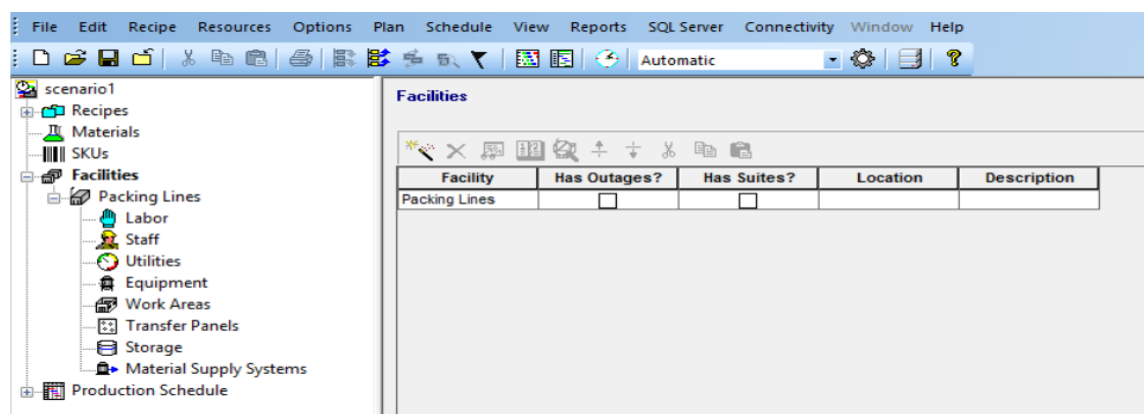 File Edit Recipe Resources Options Plan Schedule View Reports SQL Server Connectivity Window Help
Automatic
scenario1
Recipes
Materials
SKUs
Facilities
Packing Lines
Labor
Staff
Utilities
Equipment
Work Areas
Transfer Panels
Storage
Material Supply Systems
Production Schedule
Facilities
Facility Has Outages? Has Suites? Location Description
Packing Lines